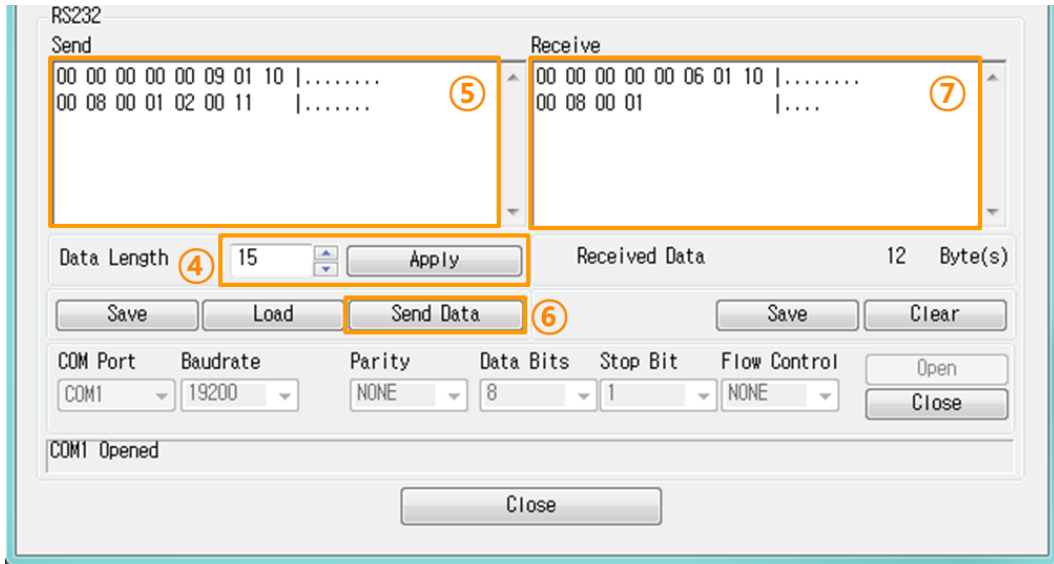 RS232
Send Receive
00 00 00 00 00 09 01 10 |........ ⑤ 00 00 00 00 00 06 01 10 |........ ⑦
00 08 00 01 02 00 11 |....... 00 08 00 01 |....
Data Length ④ 15 Apply Received Data 12 Byte(s)
Save Load Send Data ⑥ Save Clear
COM Port Baudrate Parity Data Bits Stop Bit Flow Control Open
COM1 19200 NONE 8 1 NONE Close
COM1 Opened
Close